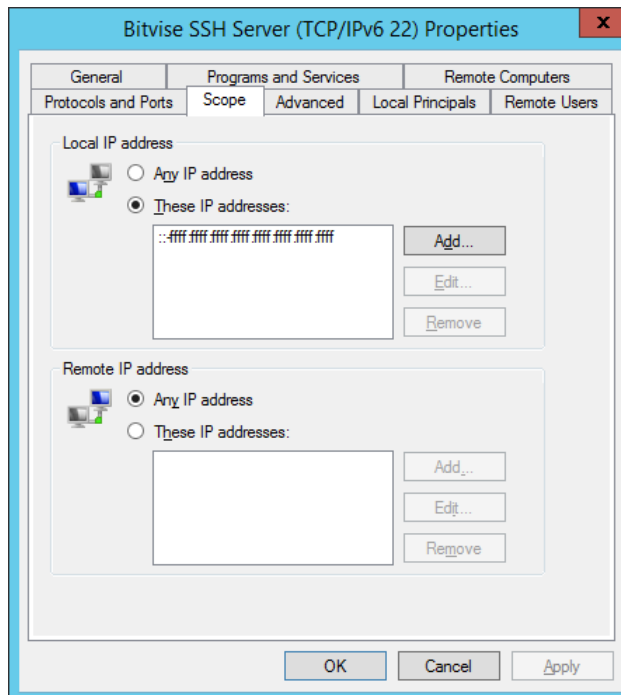 Bitvise SSH Server (TCP/IPv6 22) Properties
x
General Programs and Services Remote Computers
Protocols and Ports Scope Advanced Local Principals Remote Users
Local IP address
Any IP address
These IP addresses:
::-ffff:ffff:ffff:ffff:ffff:ffff:ffff:ffff
Add...
Edit...
Remove
Remote IP address
Any IP address
These IP addresses:
Add...
Edit...
Remove
OK Cancel Apply